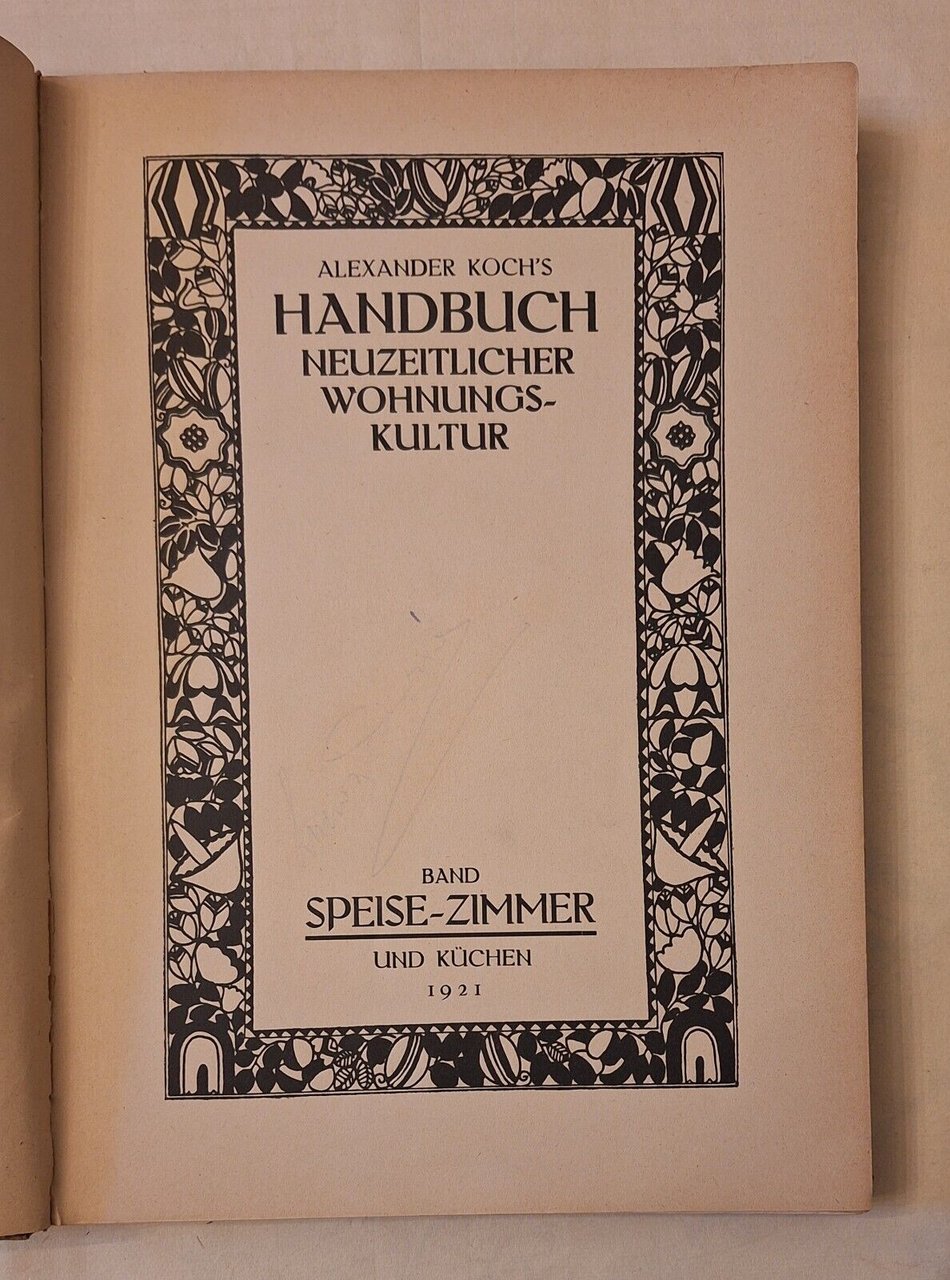 ALEXANDER KOCH'S
HANDBUCH
NEUZEITLICHER
WOHNUNGS-
KULTUR
BAND
SPEISE-ZIMMER
UND KÜCHEN
1921